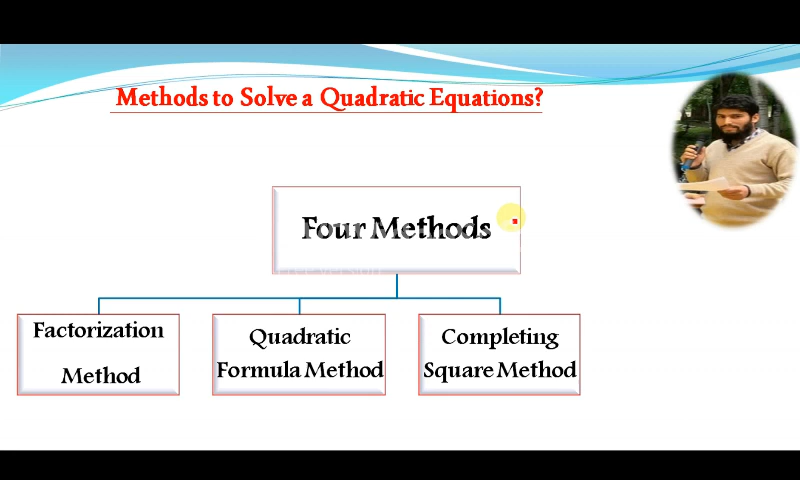 Methods to Solve a Quadratic Equations?
Four Methods
Factorization
Method
Quadratic
Formula Method
Completing
Square Method